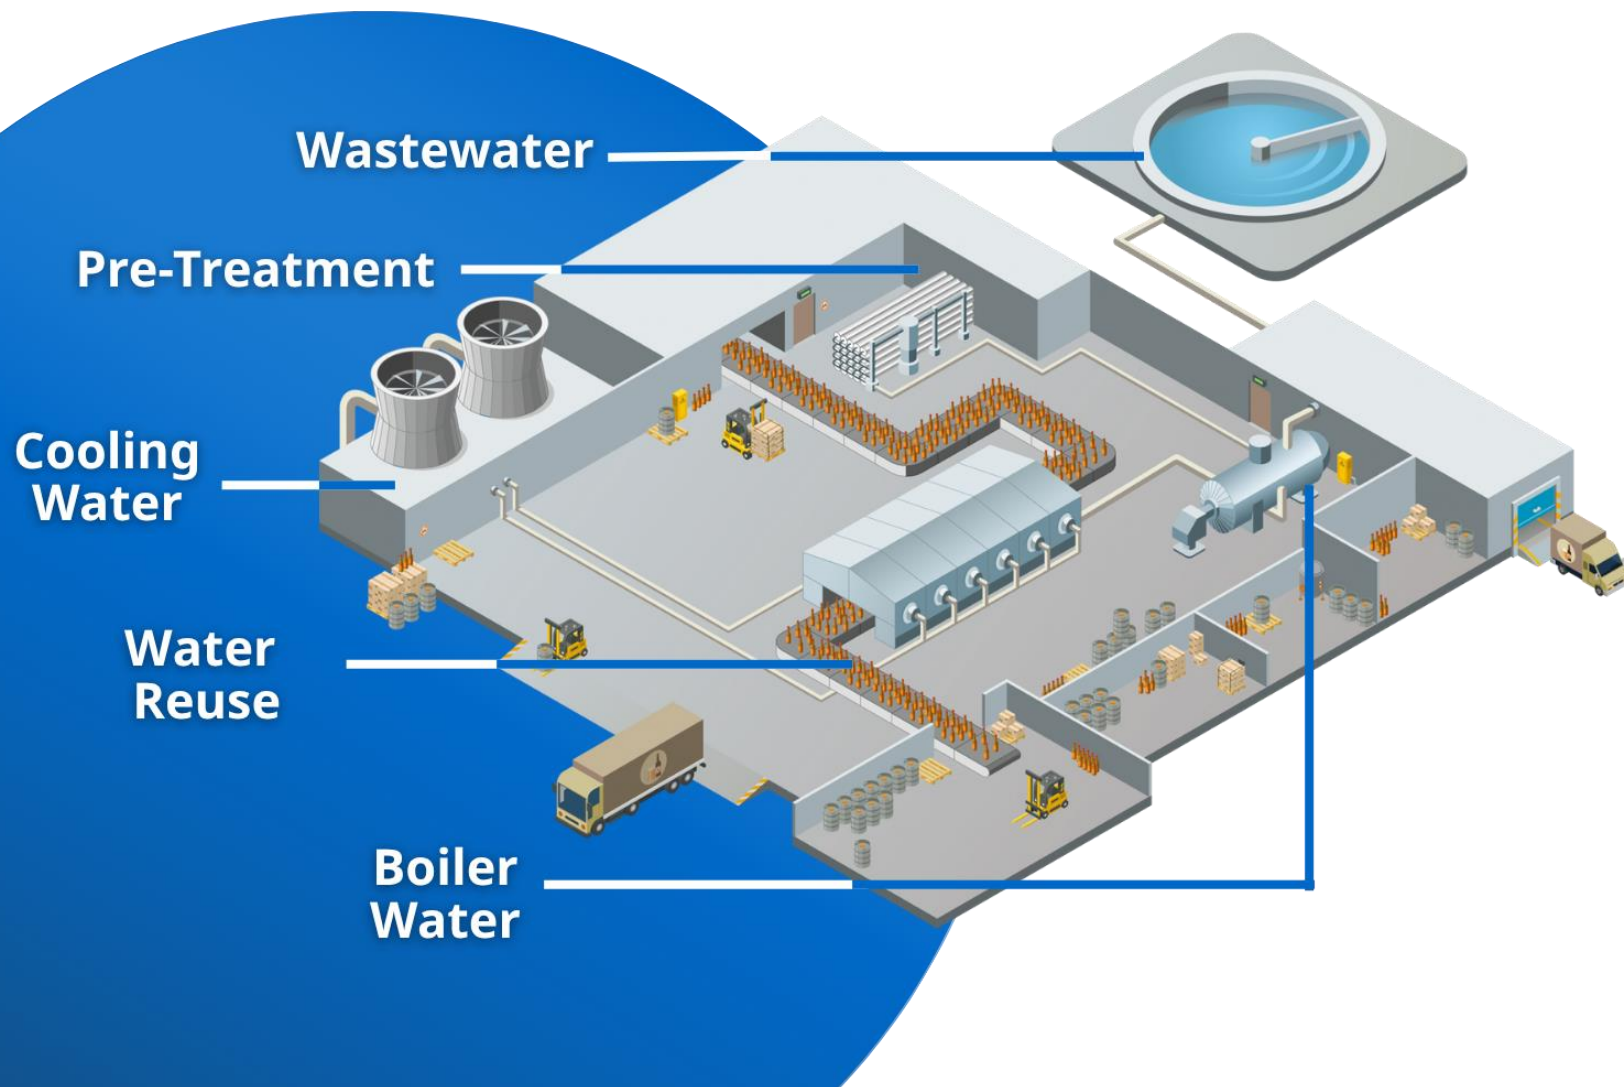 Wastewater
Pre-Treatment
Cooling
Water
Water
Reuse
Boiler
Water